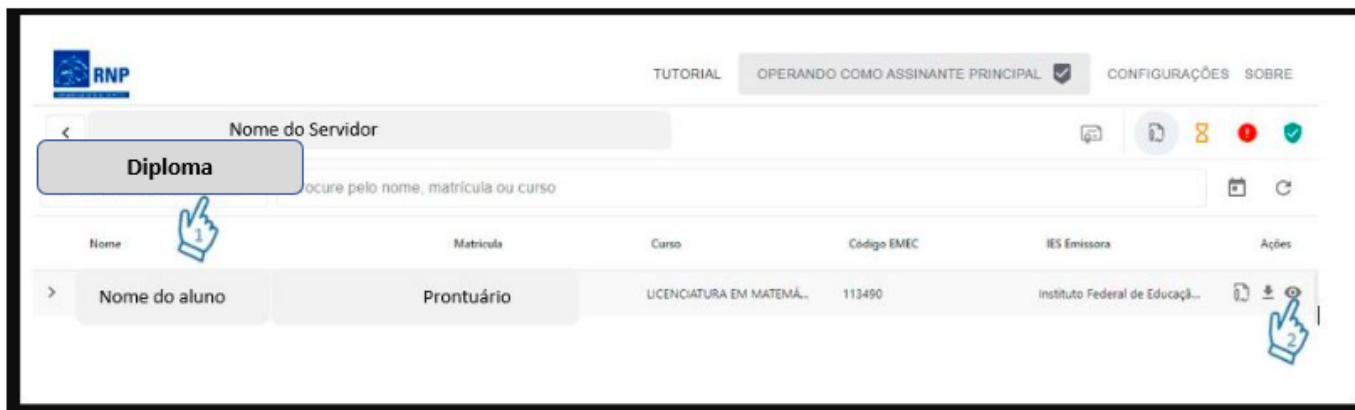 RNP
TUTORIAL OPERANDO COMO ASSINANTE PRINCIPAL CONFIGURAÇÕES SOBRE
Nome do Servidor
Diploma
ocure pelo nome, matrícula ou curso
1
Nome Matrícula Curso Código EMEC IES Emissora Ações
Nome do aluno Prontuário LICENCIATURA EM MATEMÁ... 113490 Instituto Federal de Educaçã...
2